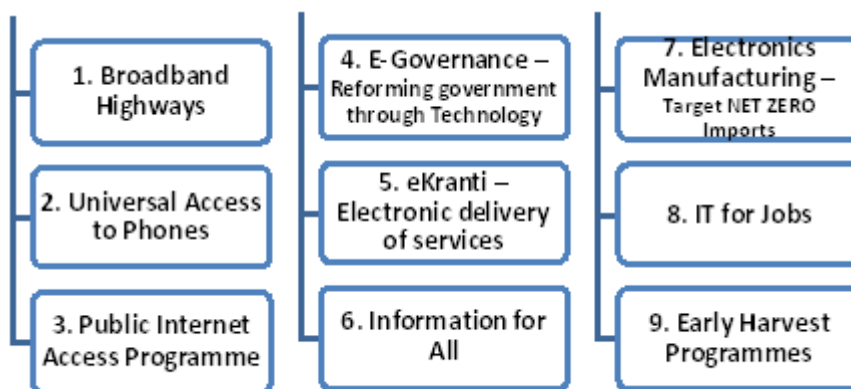 1. Broadband
Highways
2. Universal Access
to Phones
3. Public Internet
Access Programme
4. E-Governance –
Reforming government
through Technology
5. eKranti –
Electronic delivery
of services
6. Information for
All
7. Electronics
Manufacturing –
Target NET ZERO
Imports
8. IT for Jobs
9. Early Harvest
Programmes